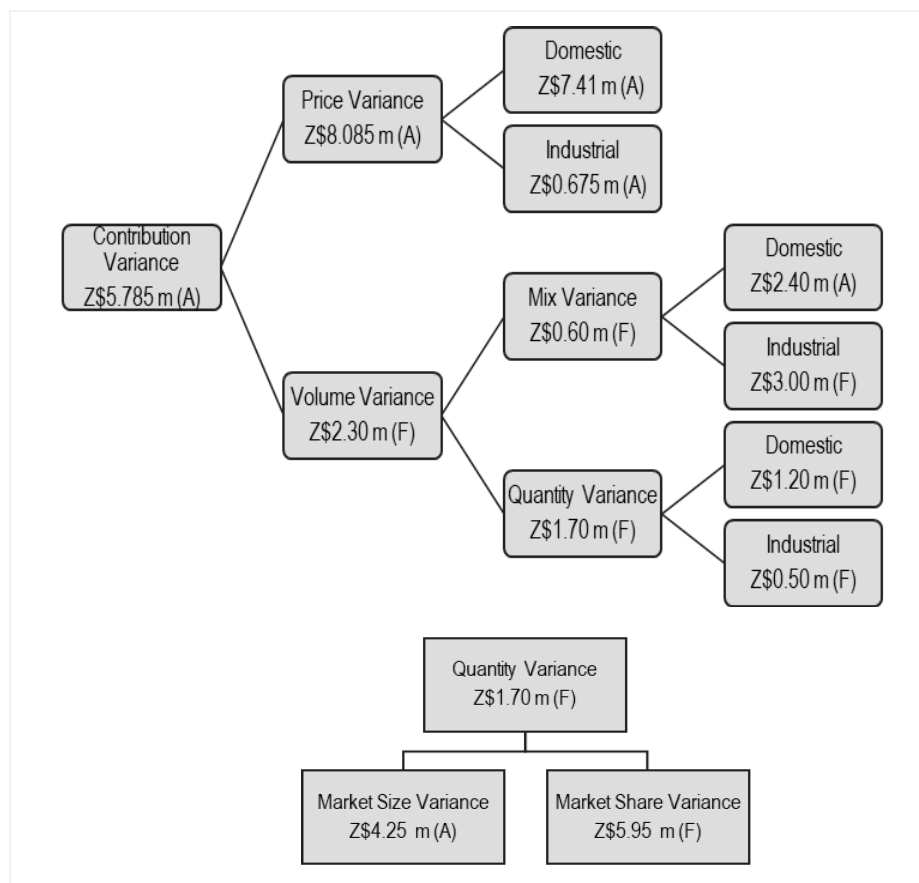 Domestic
Z$7.41 m (A)
Price Variance
Z$8.085 m (A)
Industrial
Z$0.675 m (A)
Contribution
Variance
Z$5.785 m (A)
Domestic
Z$2.40 m (A)
Mix Variance
Z$0.60 m (F)
Industrial
Z$3.00 m (F)
Volume Variance
Z$2.30 m (F)
Domestic
Z$1.20 m (F)
Quantity Variance
Z$1.70 m (F)
Industrial
Z$0.50 m (F)
Quantity Variance
Z$1.70 m (F)
Market Size Variance
Z$4.25 m (A)
Market Share Variance
Z$5.95 m (F)